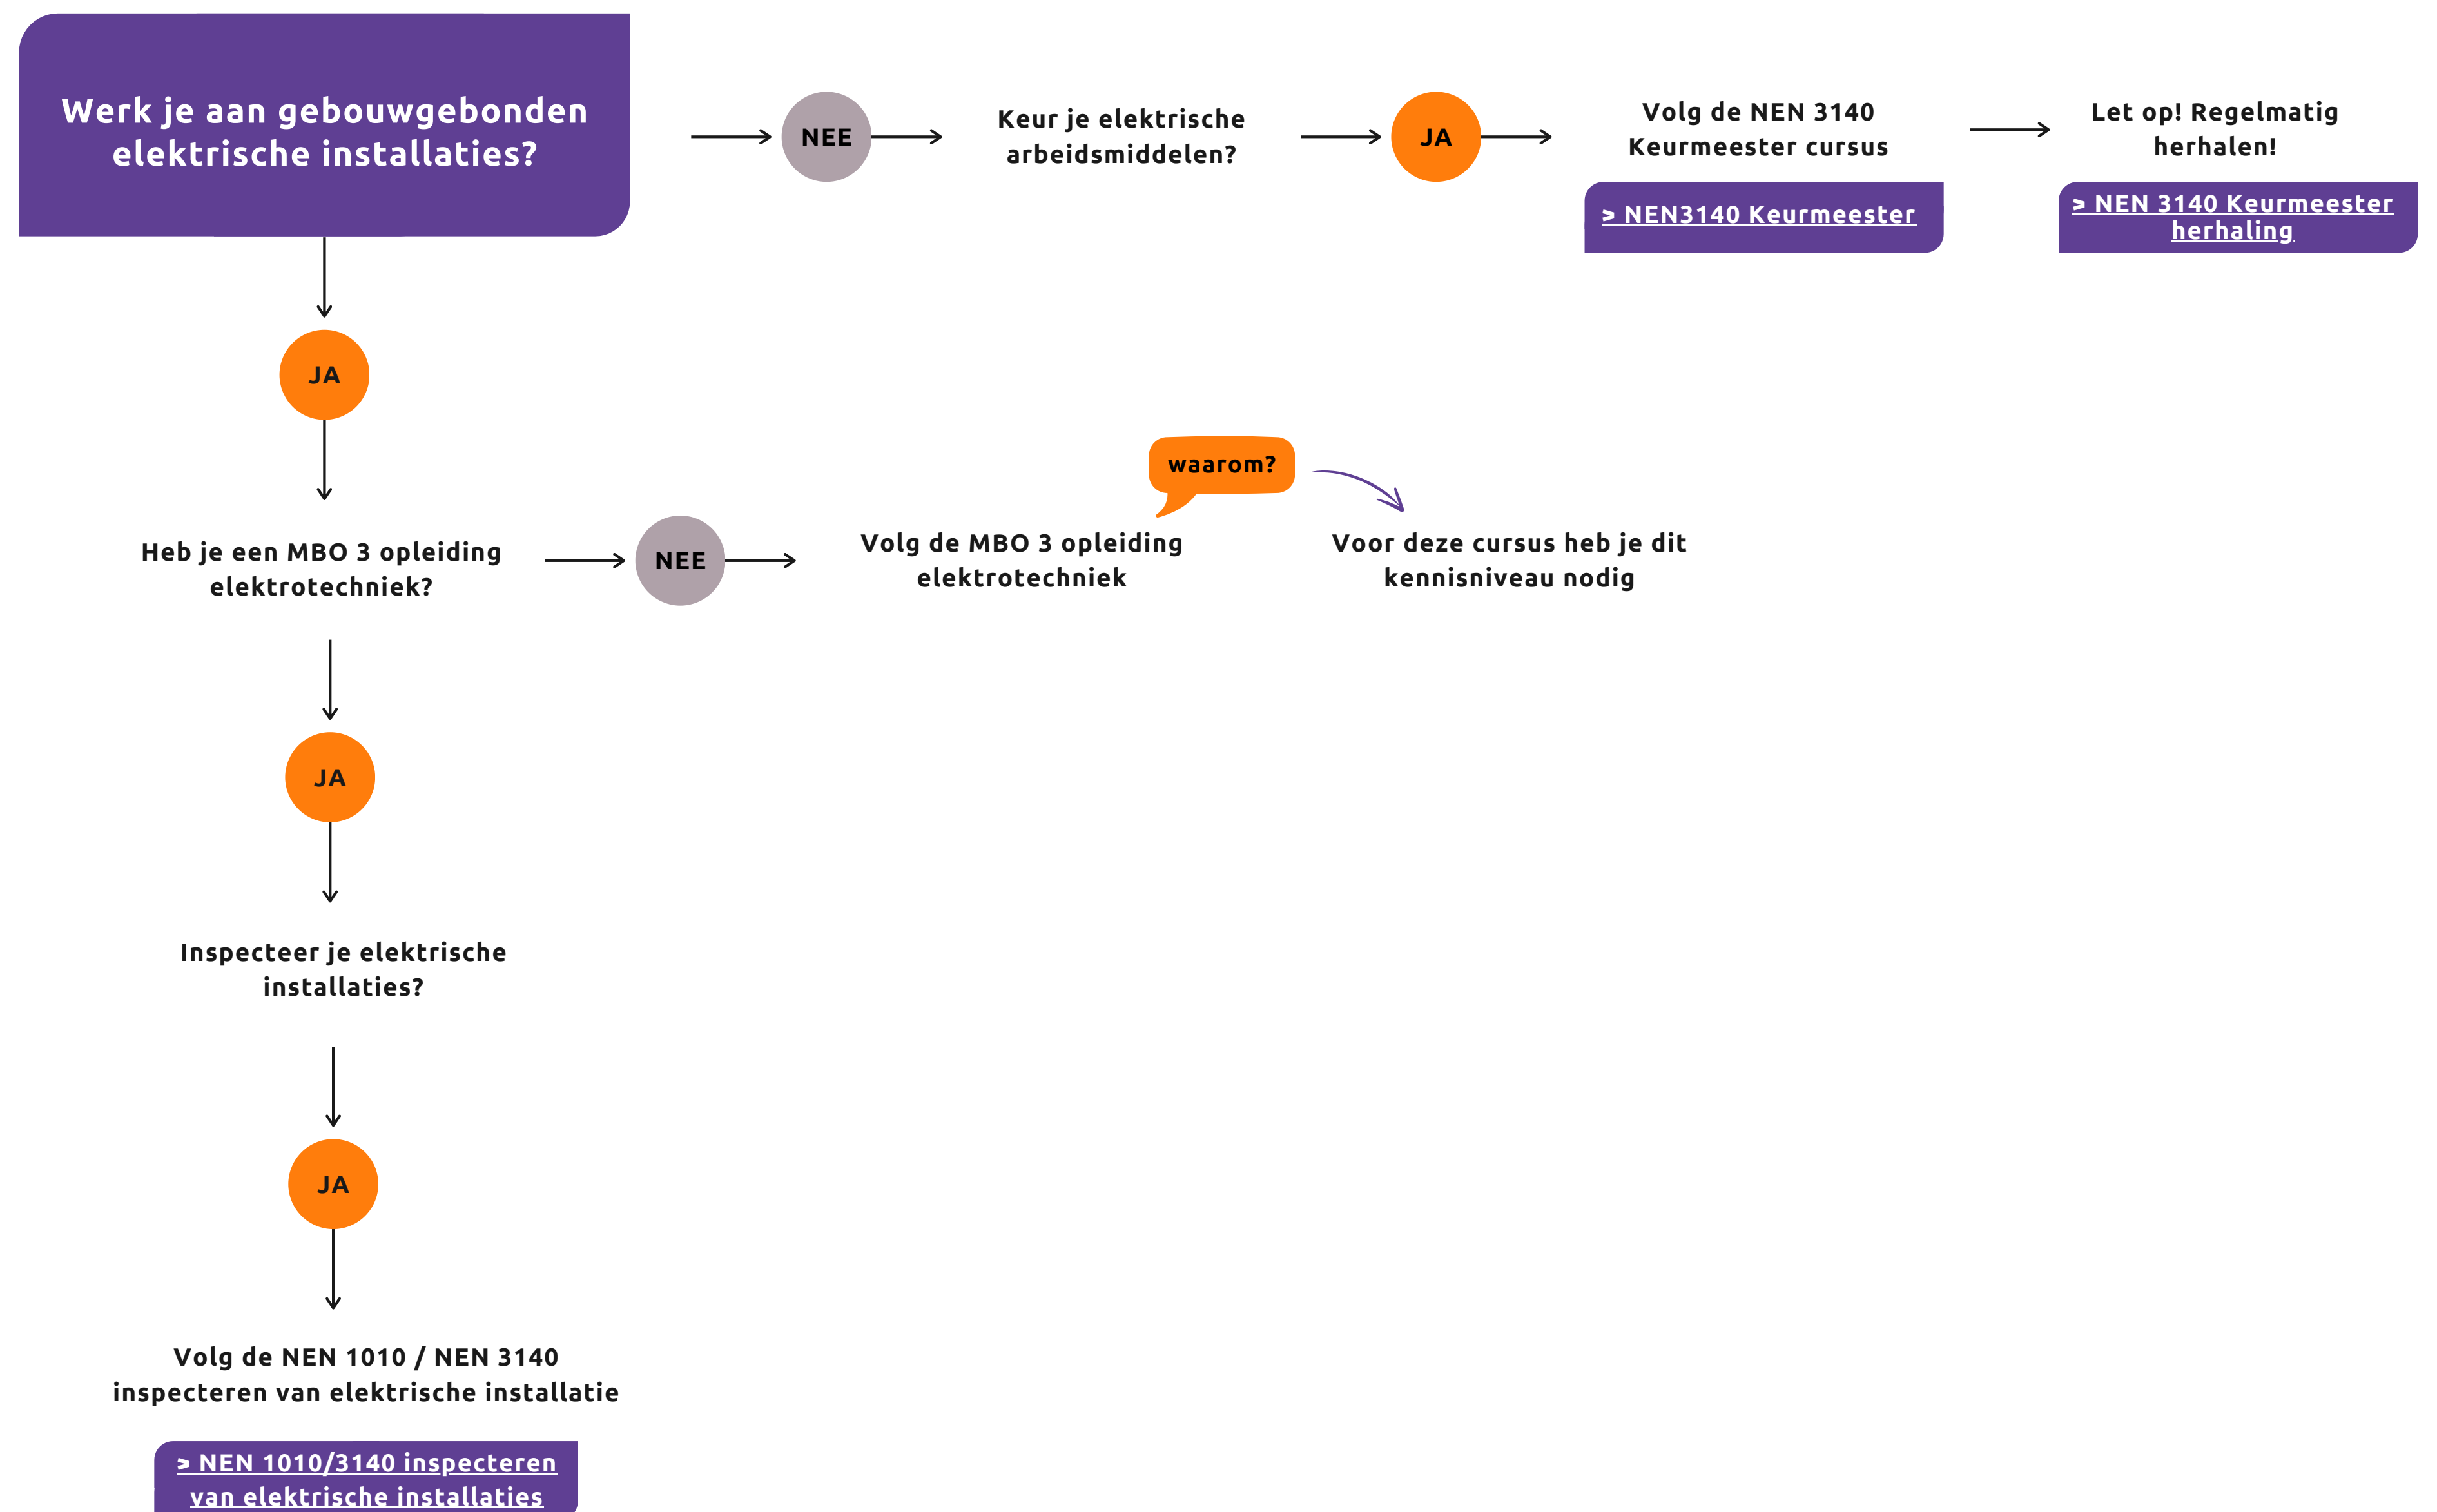 Werk je aan gebouwgebonden
elektrische installaties?
NEE
Keur je elektrische
arbeidsmiddelen?
JA
Volg de NEN 3140
Keurmeester cursus
> NEN3140 Keurmeester
Let op! Regelmatig
herhalen!
> NEN 3140 Keurmeester
herhaling
JA
Heb je een MBO 3 opleiding
elektrotechniek?
NEE
Volg de MBO 3 opleiding
elektrotechniek
waarom?
Voor deze cursus heb je dit
kennisniveau nodig
JA
Inspecteer je elektrische
installaties?
JA
Volg de NEN 1010 / NEN 3140
inspecteren van elektrische installatie
> NEN 1010/3140 inspecteren
van elektrische installaties